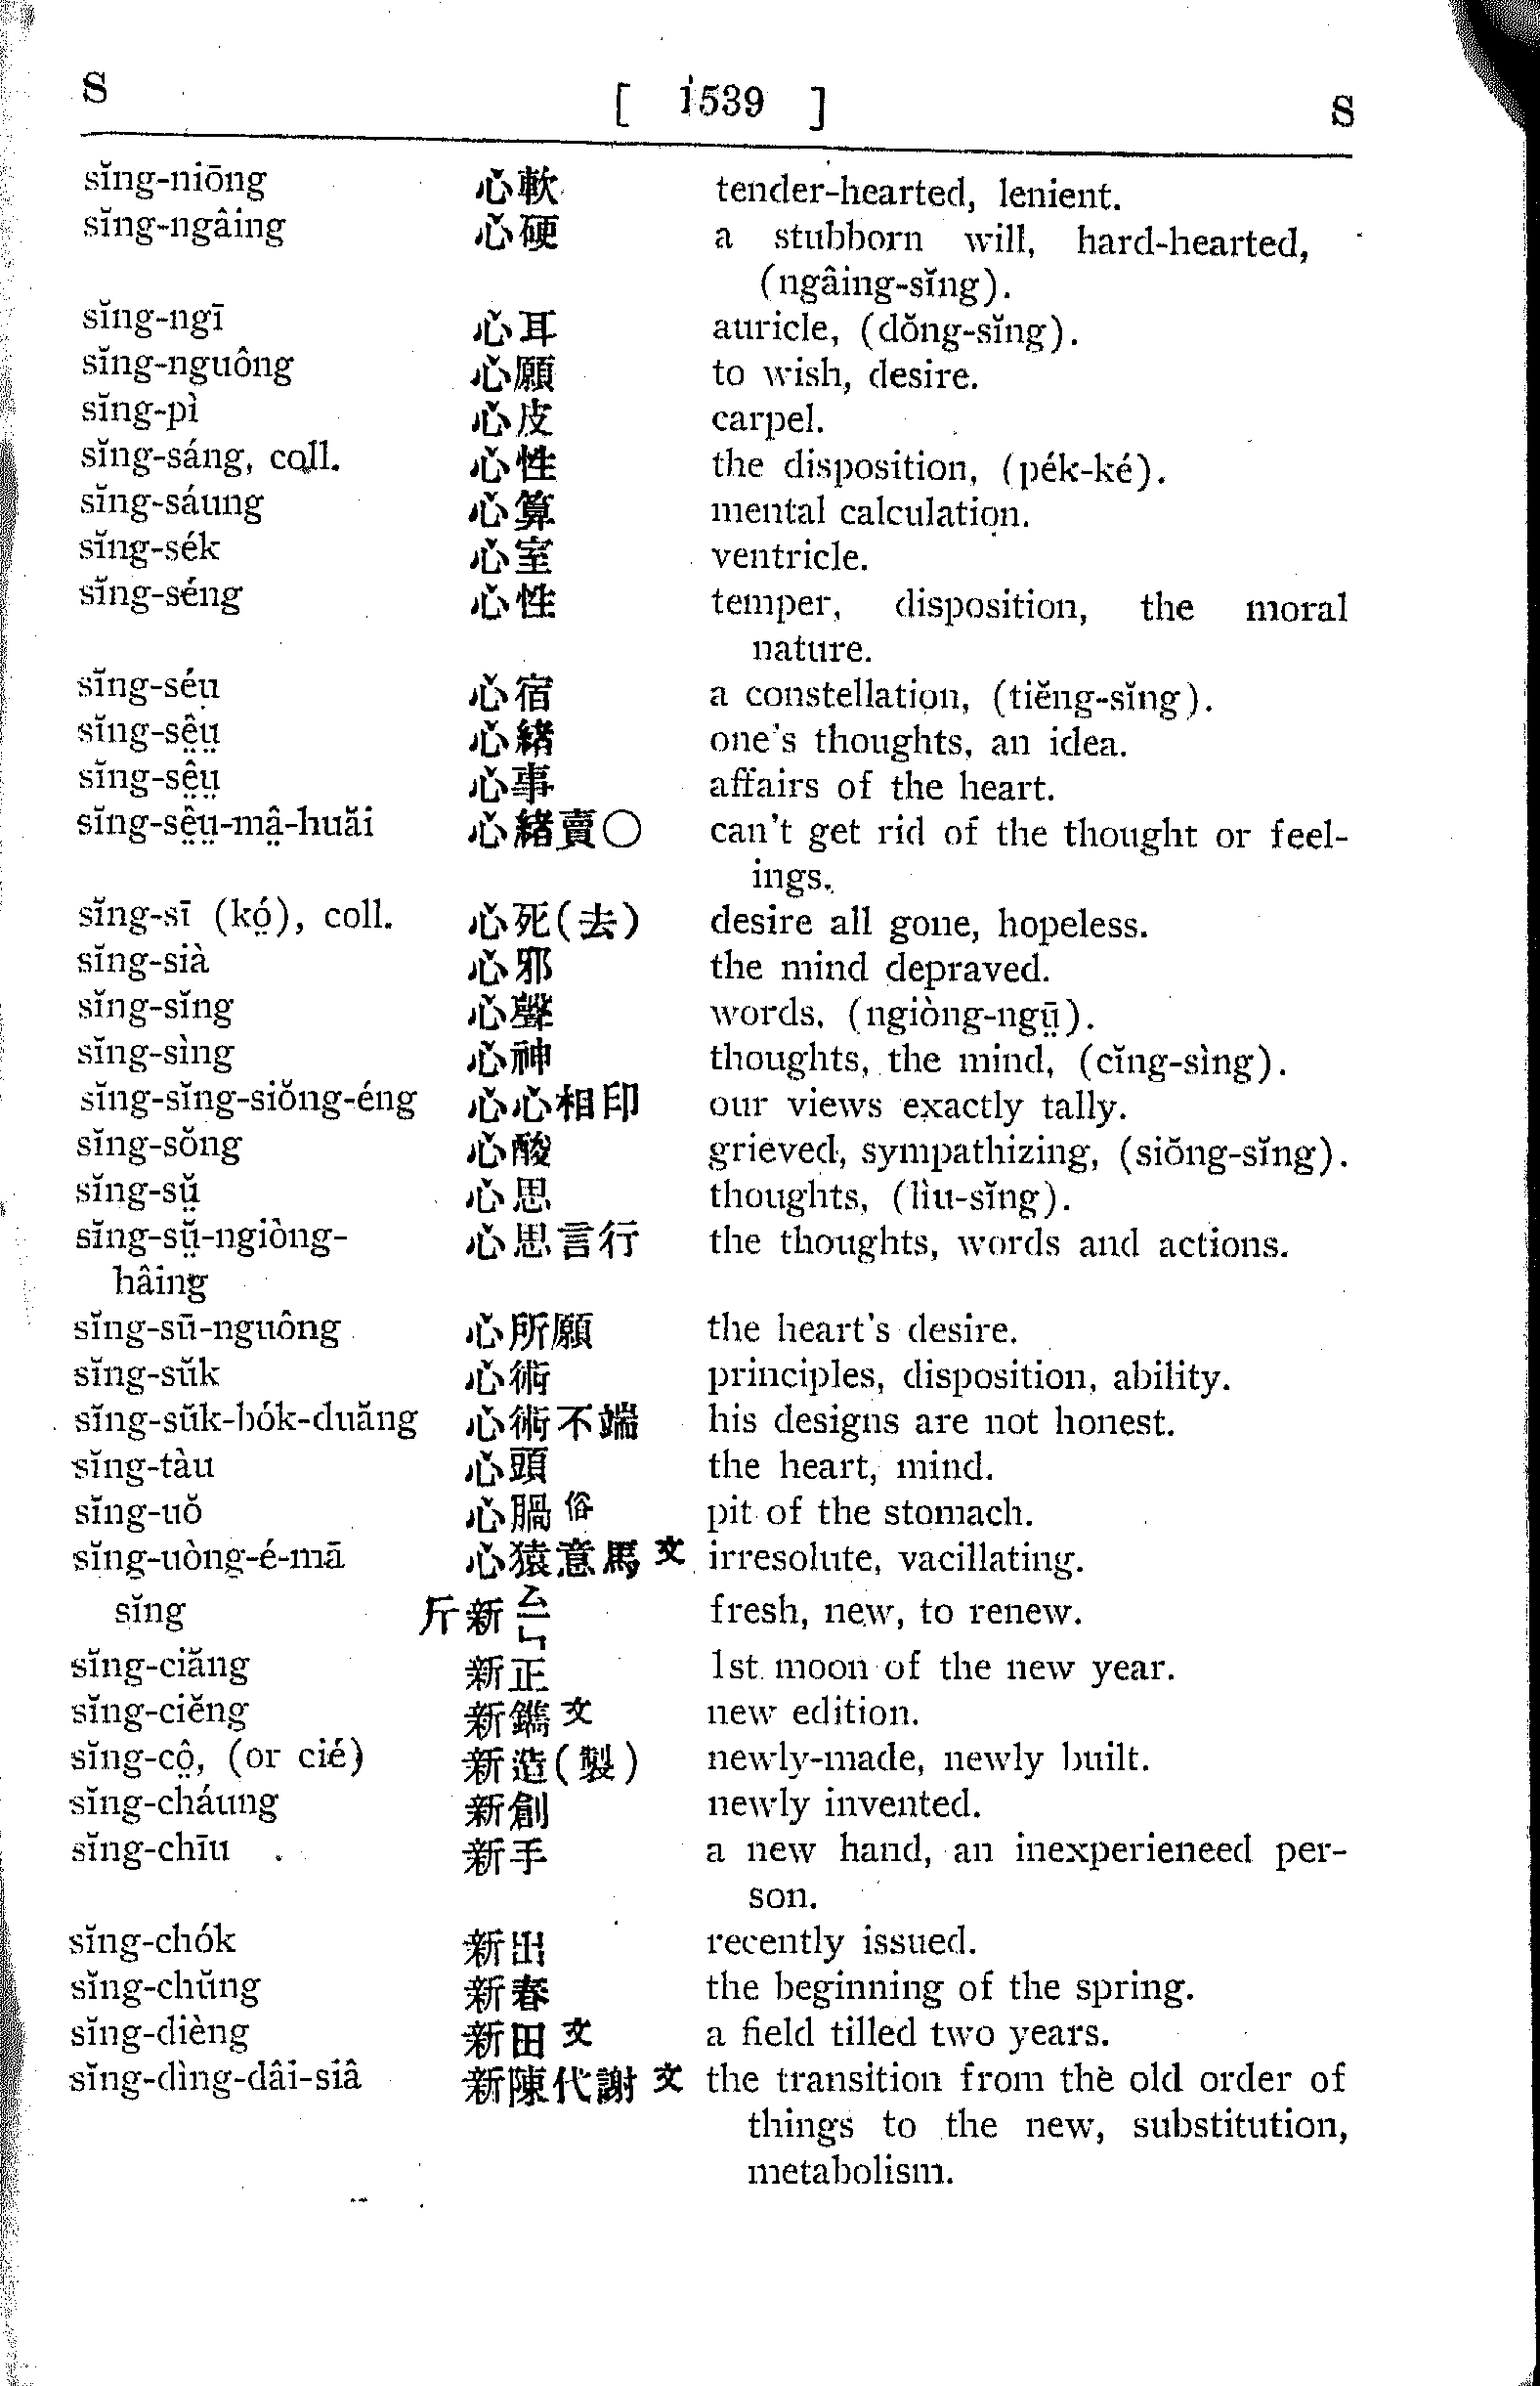 S [ 1539 ] S
sĭng-niōng 心軟 tender-hearted, lenient.
sĭng-ngâing 心硬 a stubborn will, hard-hearted,
(ngâing-sĭng).
sĭng-ngī 心耳 auricle, (dŏng-sĭng).
sĭng-nguông 心願 to wish, desire.
sĭng-pì 心皮 carpel.
sĭng-sáng, coll. 心性 the disposition, (pék-ké).
sĭng-sáung 心算 mental calculation.
sĭng-sék 心室 ventricle.
sĭng-séng 心性 temper, disposition, the moral
nature.
sĭng-séu 心宿 a constellation, (tiĕng-sĭng).
sĭng-sê̤ṳ 心緒 one's thoughts, an idea.
sĭng-sê̤ṳ 心事 affairs of the heart.
sĭng-sê̤ṳ-mâ̤-huăi 心緒賣○ can't get rid of the thought or feel-
ings.
sĭng-sī (kó̤), coll. 心死(去) desire all gone, hopeless.
sĭng-sià 心邪 the mind depraved.
sĭng-sĭng 心聲 words, (ngiòng-ngṳ̄).
sĭng-sìng 心神 thoughts, the mind, (cĭng-sìng).
sĭng-sĭng-siŏng-éng 心心相印 our views exactly tally.
sĭng-sŏng 心酸 grieved, sympathizing, (siŏng-sĭng).
sĭng-sṳ̆ 心思 thoughts, (lìu-sĭng).
sĭng-sṳ̆-ngiòng- 心思言行 the thoughts, words and actions.
hâing
sĭng-sū-nguông 心所願 the heart's desire.
sĭng-sŭk 心術 principles, disposition, ability.
sĭng-sŭk-bók-duăng 心術不端 his designs are not honest.
sĭng-tàu 心頭 the heart, mind.
sĭng-uŏ 心膈 俗 pit of the stomach.
sĭng-uòng-é-mā 心猿意馬 文 irresolute, vacillating.
sĭng 斤新 fresh, new, to renew.
sĭng-ciăng 新正 1st moon of the new year.
sĭng-ciĕng 新鐫 文 new edition.
sĭng-cô̤, (or cié) 新造(製) newly-made, newly built.
sĭng-cháung 新創 newly invented.
sĭng-chīu 新手 a new hand, an inexperieneed per-
son.
sĭng-chók 新出 recently issued.
sĭng-chŭng 新春 the beginning of the spring.
sĭng-dièng 新田 文 a field tilled two years.
sĭng-dìng-dâi-siâ 新陳代謝 文 the transition from the old order of
things to the new, substitution,
metabolism.